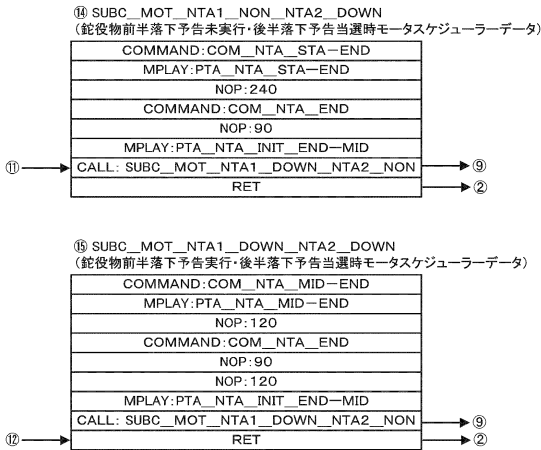 ⑭ SUBC__MOT__NTA1__NON__NTA2__DOWN
(鉈役物前半落下予告未実行・後半落下予告当選時モータスケジューラーデータ)
COMMAND:COM__NTA__STA-END
MPLAY:PTA__NTA__STA-END
NOP:240
COMMAND:COM__NTA__END
NOP:90
MPLAY:PTA__NTA__INIT__END-MID
⑪ CALL: SUBC__MOT__NTA1__DOWN__NTA2__NON ⑨
RET ②
⑮ SUBC__MOT__NTA1__DOWN__NTA2__DOWN
(鉈役物前半落下予告実行・後半落下予告当選時モータスケジューラーデータ)
COMMAND:COM__NTA__MID-END
MPLAY:PTA__NTA__MID-END
NOP:120
COMMAND:COM__NTA__END
NOP:90
NOP:120
MPLAY:PTA__NTA__INIT__END-MID
CALL: SUBC__MOT__NTA1__DOWN__NTA2__NON ⑨
⑫ RET ②